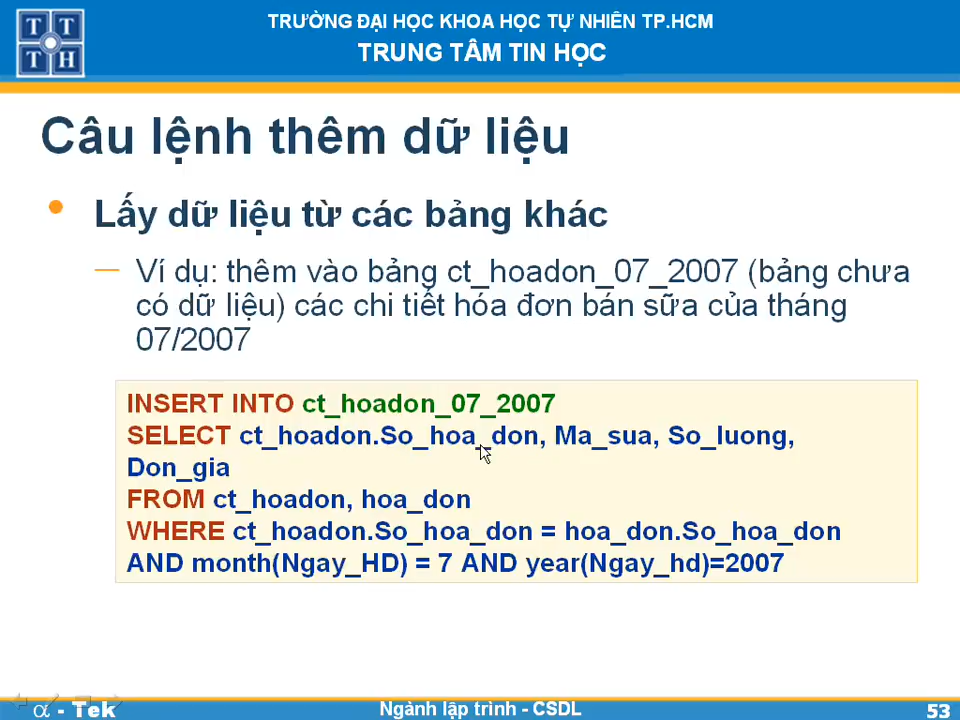 TRƯỜNG ĐẠI HỌC KHOA HỌC TỰ NHIÊN TP.HCM
TRUNG TÂM TIN HỌC
T T
T H
Câu lệnh thêm dữ liệu
• Lấy dữ liệu từ các bảng khác
– Ví dụ: thêm vào bảng ct_hoadon_07_2007 (bảng chưa
có dữ liệu) các chi tiết hóa đơn bán sữa của tháng
07/2007
INSERT INTO ct_hoadon_07_2007
SELECT ct_hoadon.So_hoa_don, Ma_sua, So_luong,
Don_gia
FROM ct_hoadon, hoa_don
WHERE ct_hoadon.So_hoa_don = hoa_don.So_hoa_don
AND month(Ngay_HD) = 7 AND year(Ngay_hd)=2007
α - Tek
Ngành lập trình - CSDL
53